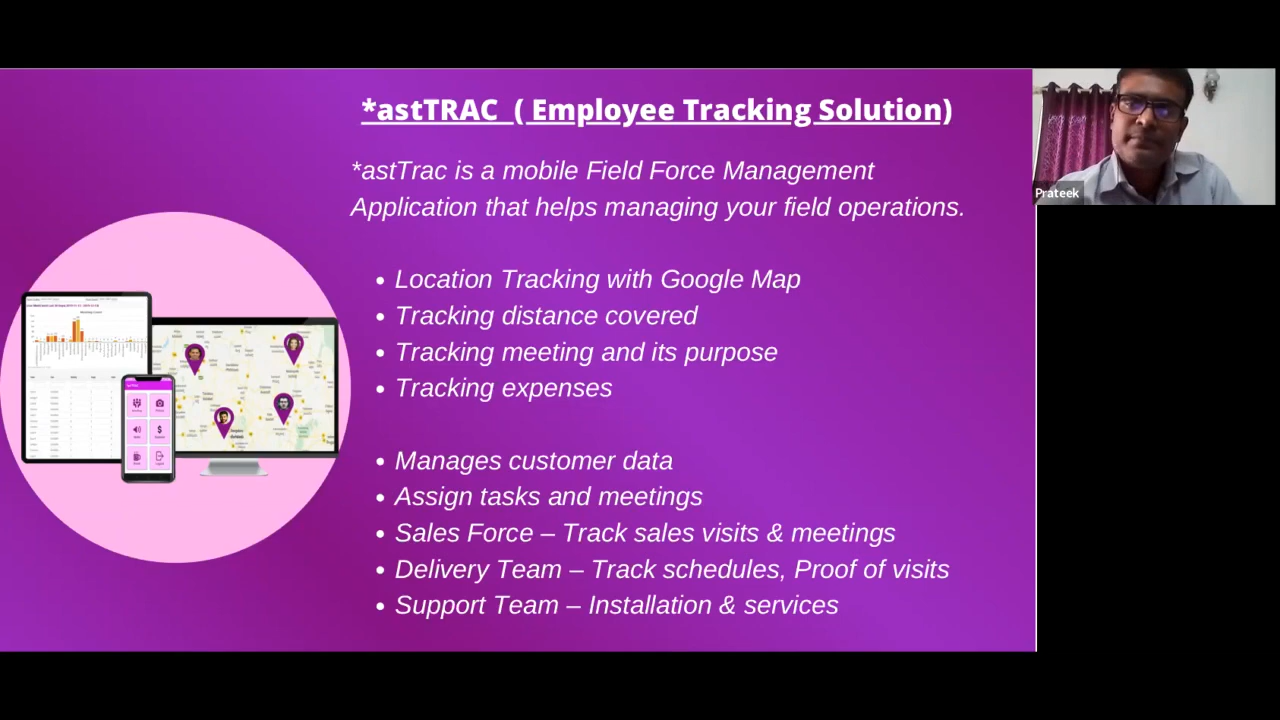 *astTRAC ( Employee Tracking Solution)
*astTrac is a mobile Field Force Management
Application that helps managing your field operations.
• Location Tracking with Google Map
• Tracking distance covered
• Tracking meeting and its purpose
• Tracking expenses
• Manages customer data
• Assign tasks and meetings
• Sales Force – Track sales visits & meetings
• Delivery Team – Track schedules, Proof of visits
• Support Team – Installation & services
Prateek